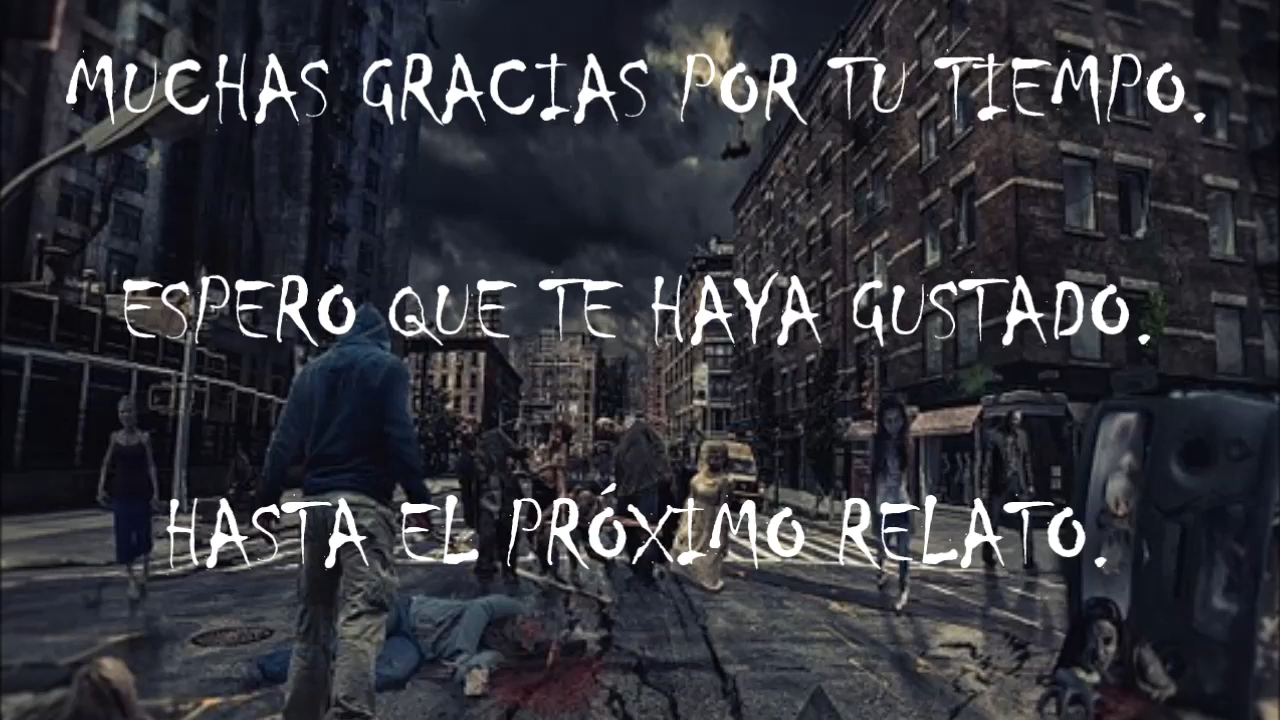 MUCHAS GRACIAS POR TU TIEMPO.
ESPERO QUE TE HAYA GUSTADO.
HASTA EL PRÓXIMO RELATO.